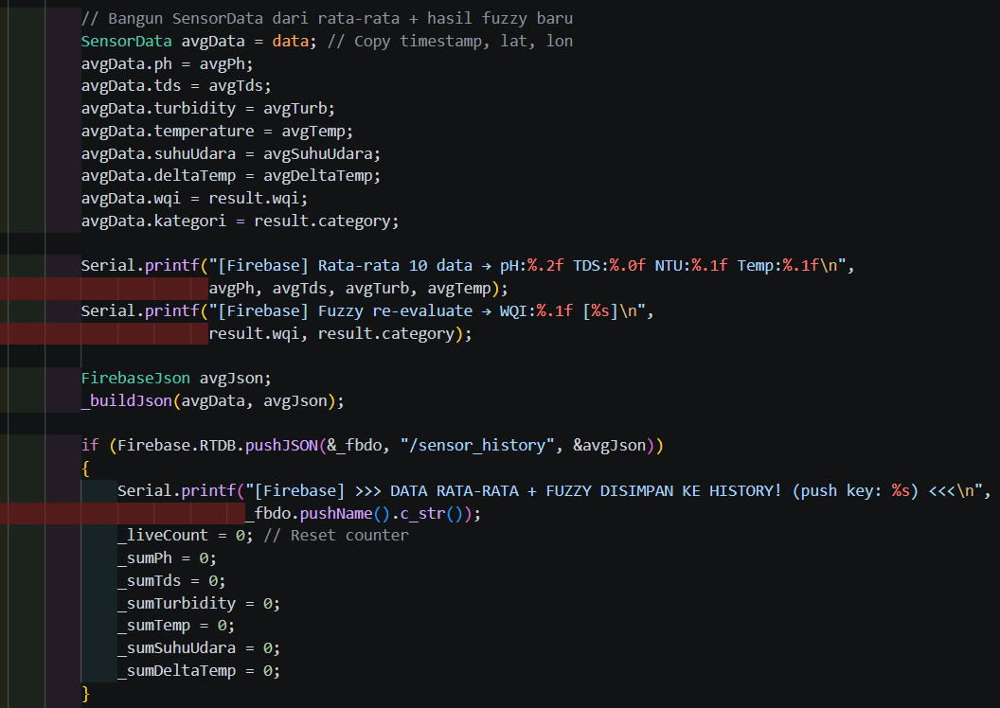 // Bangun SensorData dari rata-rata + hasil fuzzy baru
SensorData avgData = data; // Copy timestamp, lat, lon
avgData.ph = avgPh;
avgData.tds = avgTds;
avgData.turbidity = avgTurb;
avgData.temperature = avgTemp;
avgData.suhuUdara = avgSuhuUdara;
avgData.deltaTemp = avgDeltaTemp;
avgData.wqi = result.wqi;
avgData.kategori = result.category;
Serial.printf("[Firebase] Rata-rata 10 data → pH:%.2f TDS:%.0f NTU:%.1f Temp:%.1f\n",
avgPh, avgTds, avgTurb, avgTemp);
Serial.printf("[Firebase] Fuzzy re-evaluate → WQI:%.1f [%s]\n",
result.wqi, result.category);
FirebaseJson avgJson;
_buildJson(avgData, avgJson);
if (Firebase.RTDB.pushJSON(&_fbdo, "/sensor_history", &avgJson))
{
Serial.printf("[Firebase] >>> DATA RATA-RATA + FUZZY DISIMPAN KE HISTORY! (push key: %s) <<<\n",
_fbdo.pushName().c_str());
_liveCount = 0; // Reset counter
_sumPh = 0;
_sumTds = 0;
_sumTurbidity = 0;
_sumTemp = 0;
_sumSuhuUdara = 0;
_sumDeltaTemp = 0;
}